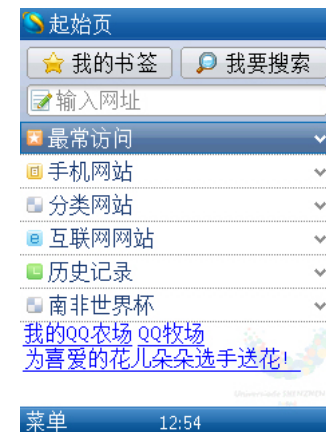 起始页
我的书签 我要搜索
输入网址
最常访问
手机网站
分类网站
互联网网站
历史记录
南非世界杯
我的QQ农场 QQ牧场
为喜爱的花儿朵朵选手送花!
菜单 12:54